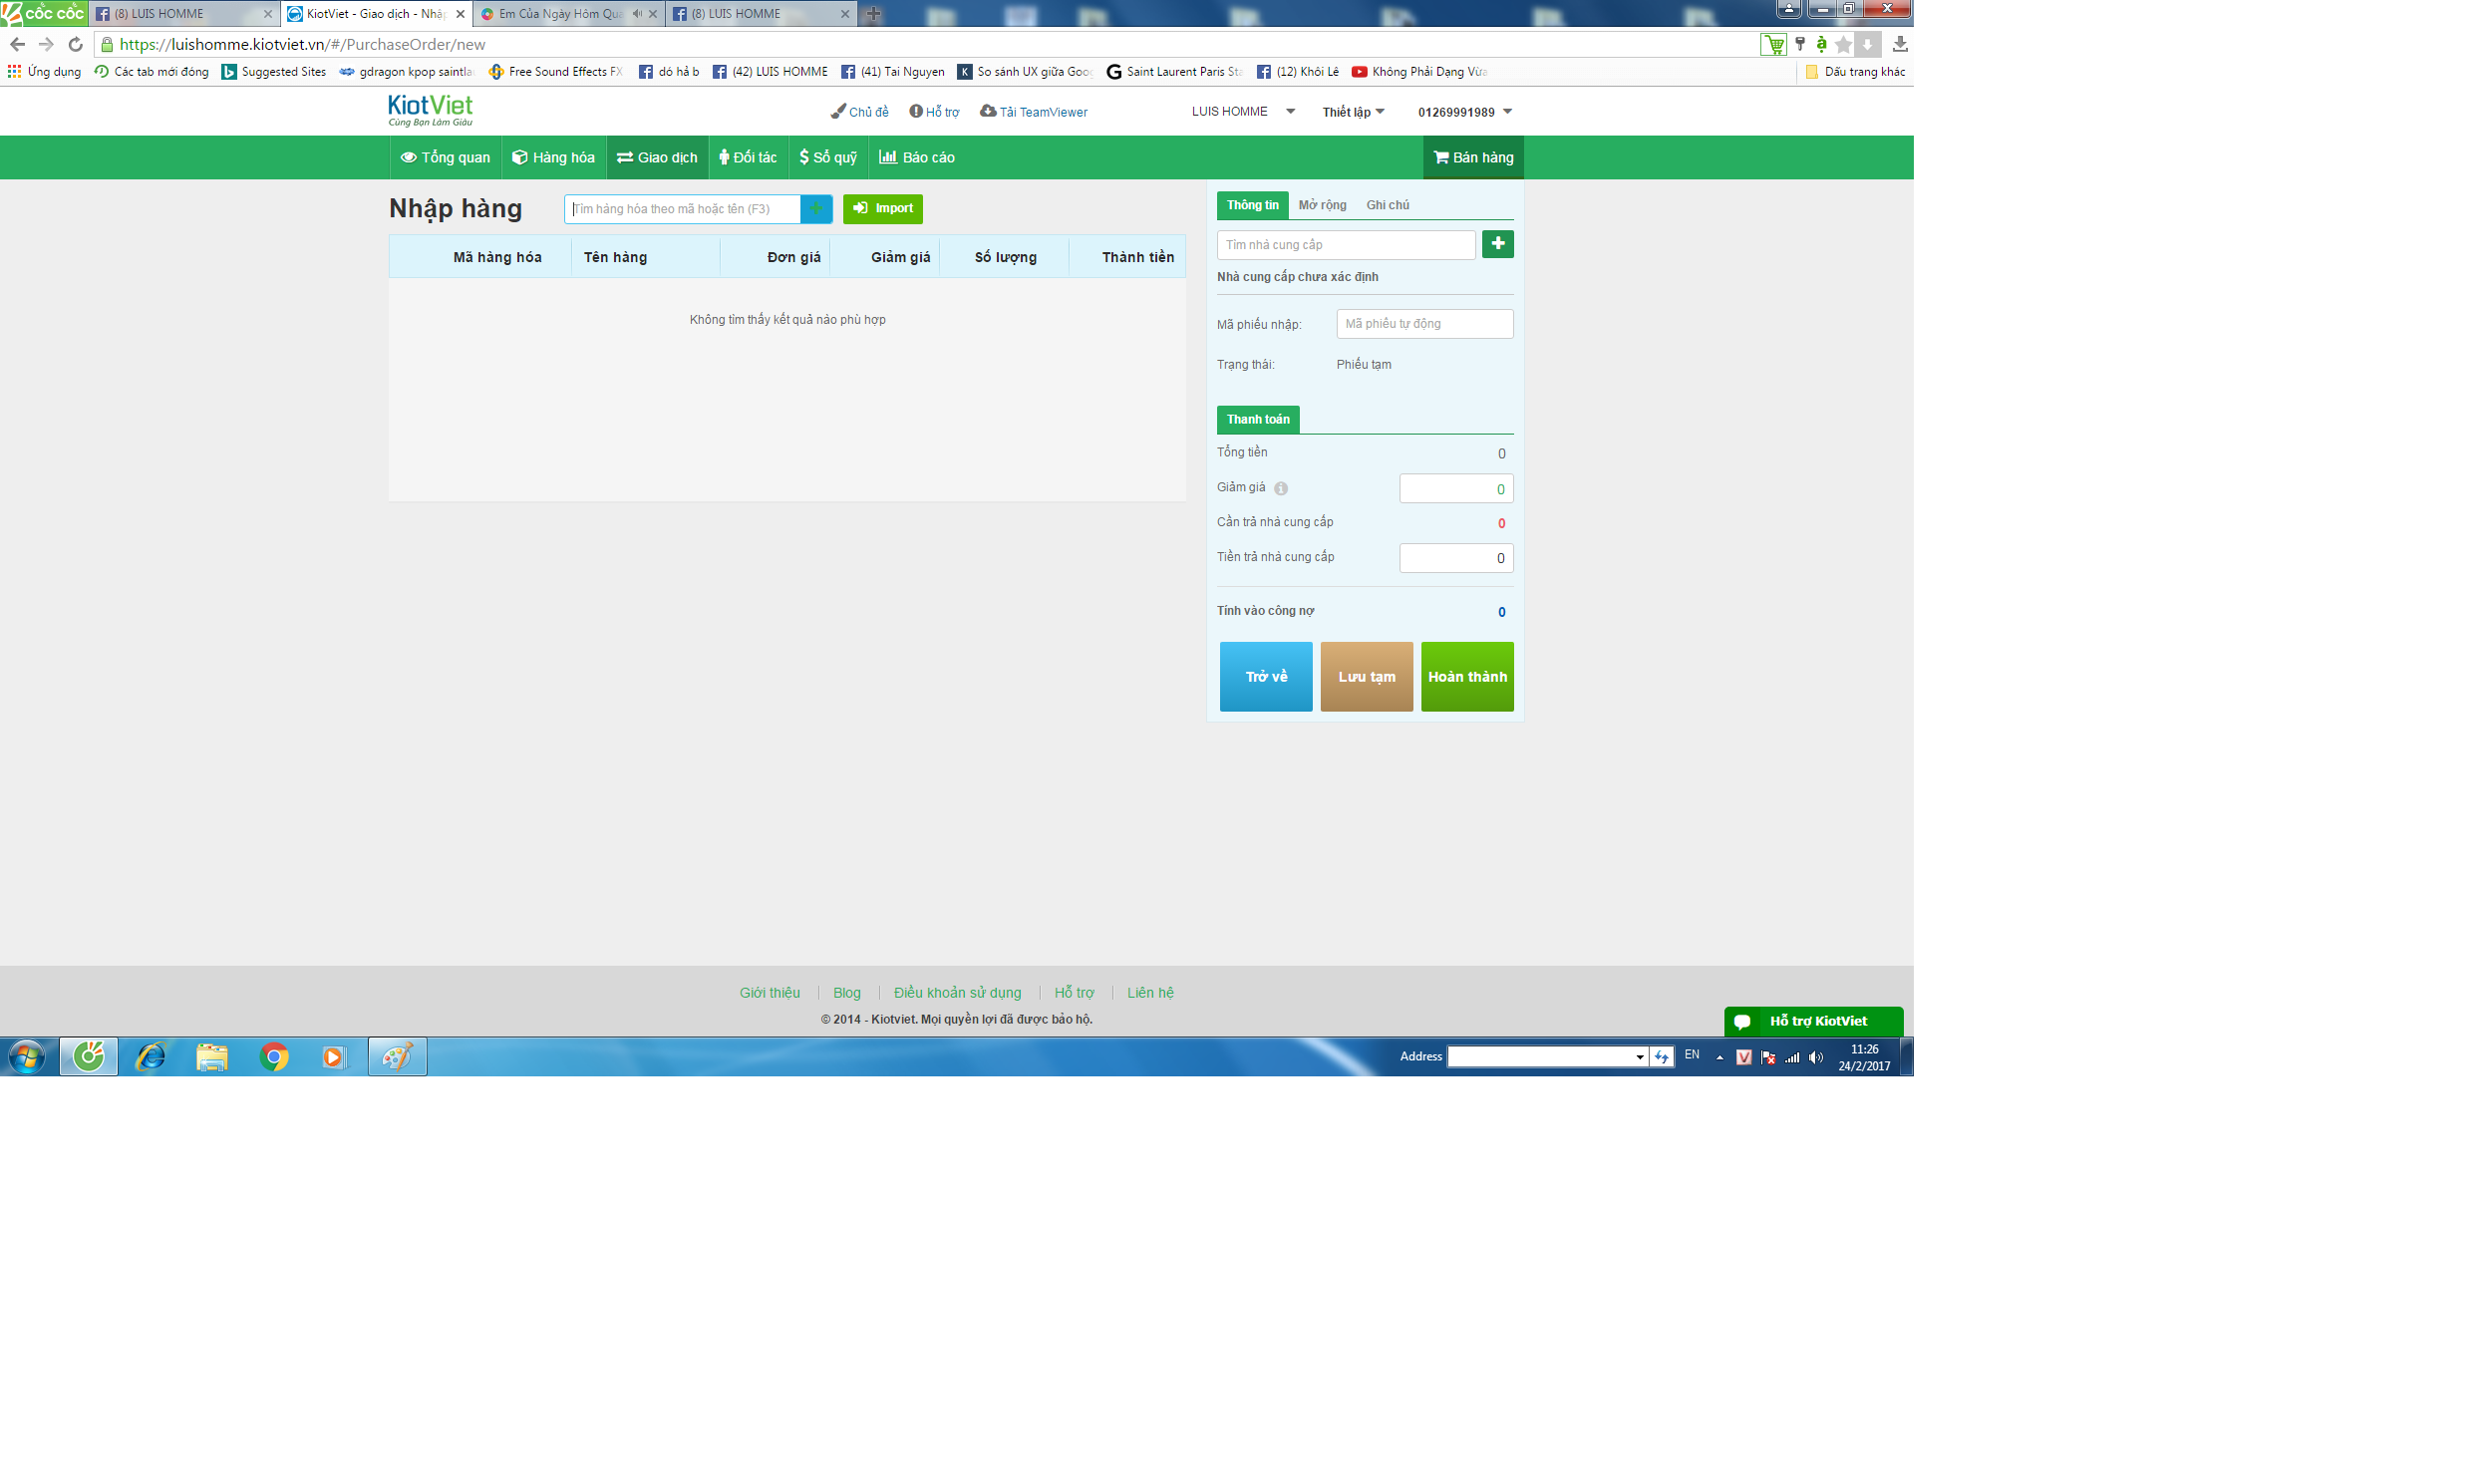 cốc cốc (8) LUIS HOMME KiotViet - Giao dịch - Nhập Em Của Ngày Hôm Qua (8) LUIS HOMME
https://luishomme.kiotviet.vn/#/PurchaseOrder/new
Ứng dụng Các tab mới đóng Suggested Sites gdragon kpop saintla Free Sound Effects FX dó hả b (42) LUIS HOMME (41) Tai Nguyen So sánh UX giữa Goog Saint Laurent Paris Sta (12) Khôi Lê Không Phải Dạng Vừa Dấu trang khác
KiotViet
Cùng Bạn Làm Giàu
Chủ đề Hỗ trợ Tải TeamViewer LUIS HOMME Thiết lập 01269991989
Tổng quan Hàng hóa Giao dịch Đối tác Sổ quỹ Báo cáo Bán hàng
Nhập hàng Tìm hàng hóa theo mã hoặc tên (F3) Import
Mã hàng hóa Tên hàng Đơn giá Giảm giá Số lượng Thành tiền
Không tìm thấy kết quả nào phù hợp
Thông tin Mở rộng Ghi chú
Tìm nhà cung cấp
Nhà cung cấp chưa xác định
Mã phiếu nhập: Mã phiếu tự động
Trạng thái: Phiếu tạm
Thanh toán
Tổng tiền 0
Giảm giá 0
Cần trả nhà cung cấp 0
Tiền trả nhà cung cấp 0
Tính vào công nợ 0
Trở về Lưu tạm Hoàn thành
Giới thiệu Blog Điều khoản sử dụng Hỗ trợ Liên hệ
© 2014 - Kiotviet. Mọi quyền lợi đã được bảo hộ.
Hỗ trợ KiotViet
Address EN 11:26
24/2/2017